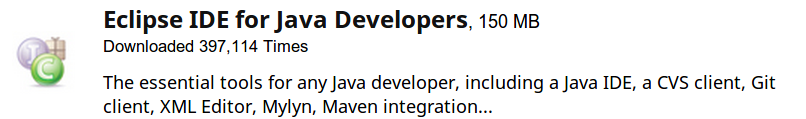 Eclipse IDE for Java Developers, 150 MB
Downloaded 397,114 Times
The essential tools for any Java developer, including a Java IDE, a CVS client, Git
client, XML Editor, Mylyn, Maven integration...